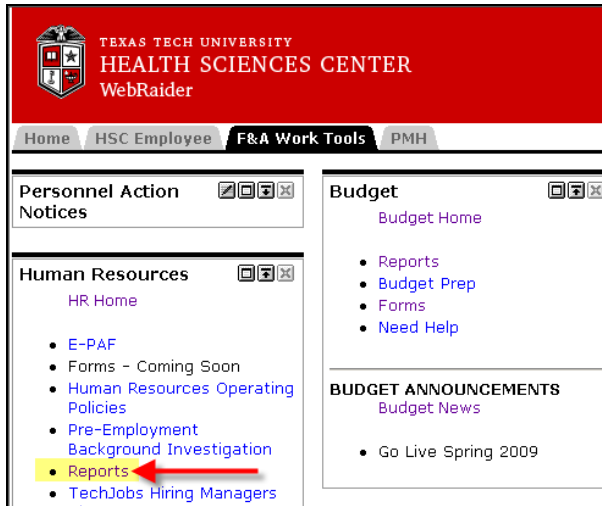 TEXAS TECH UNIVERSITY
HEALTH SCIENCES CENTER
WebRaider
Home HSC Employee F&A Work Tools PMH
Personnel Action
Notices
Human Resources
HR Home
E-PAF
Forms - Coming Soon
Human Resources Operating
Policies
Pre-Employment
Background Investigation
Reports
TechJobs Hiring Managers
Budget
Budget Home
Reports
Budget Prep
Forms
Need Help
BUDGET ANNOUNCEMENTS
Budget News
Go Live Spring 2009